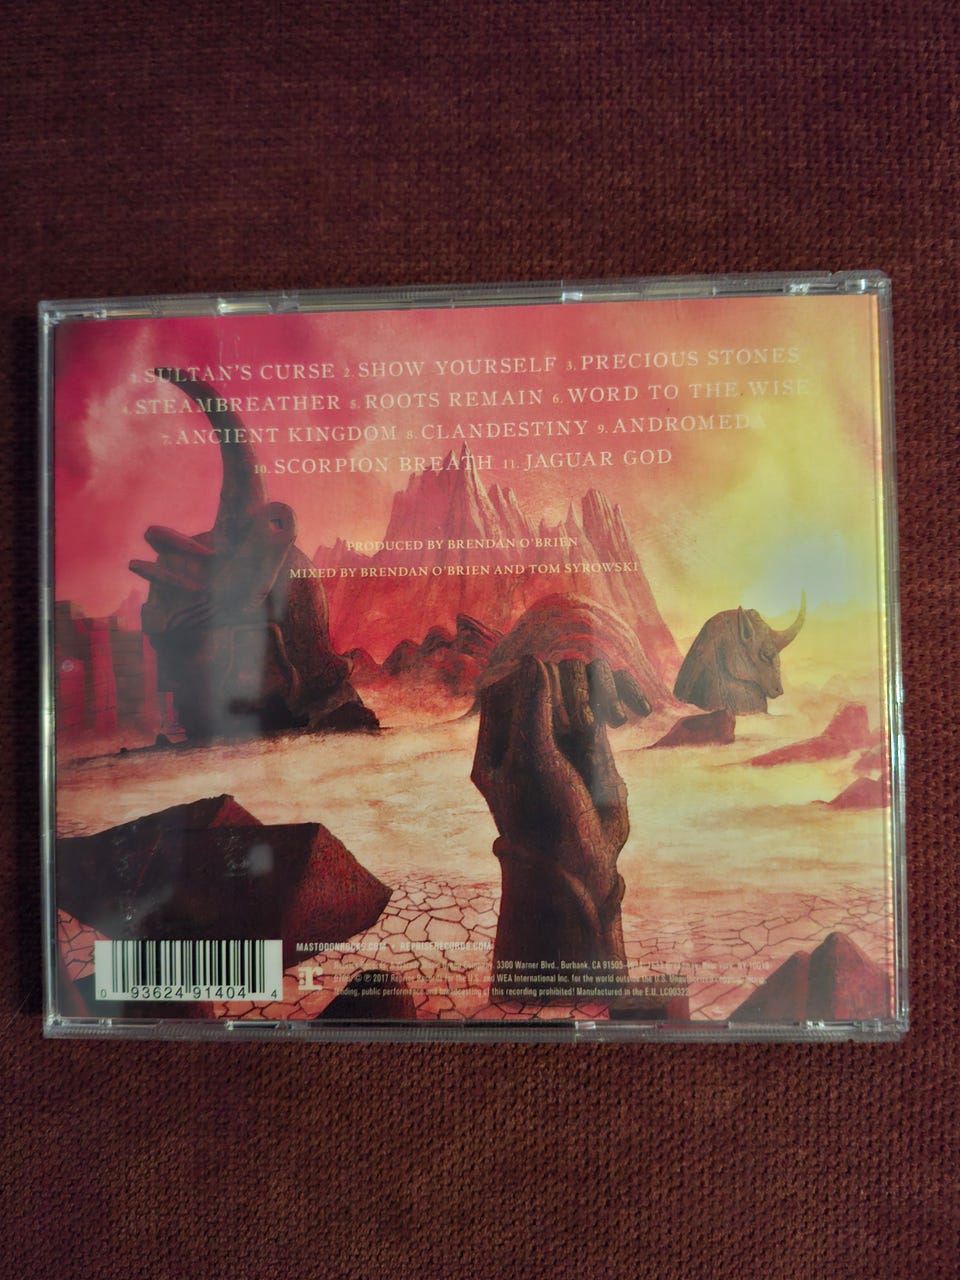 1. SULTAN'S CURSE 2. SHOW YOURSELF 3. PRECIOUS STONES
4. STEAMBREATHER 5. ROOTS REMAIN 6. WORD TO THE WISE
7. ANCIENT KINGDOM 8. CLANDESTINY 9. ANDROMEDA
10. SCORPION BREATH 11. JAGUAR GOD
PRODUCED BY BRENDAN O'BRIEN
MIXED BY BRENDAN O'BRIEN AND TOM SYROWSKI
MASTODONROCKS.COM • REPRISERECORDS.COM
3300 Warner Blvd., Burbank, CA 91505
© ℗ 2017 Reprise U.S. and WEA International Inc. for the world outside the U.S.
lending, public performance and broadcasting of this recording prohibited! Manufactured in the E.U.
0 93624 91404 4